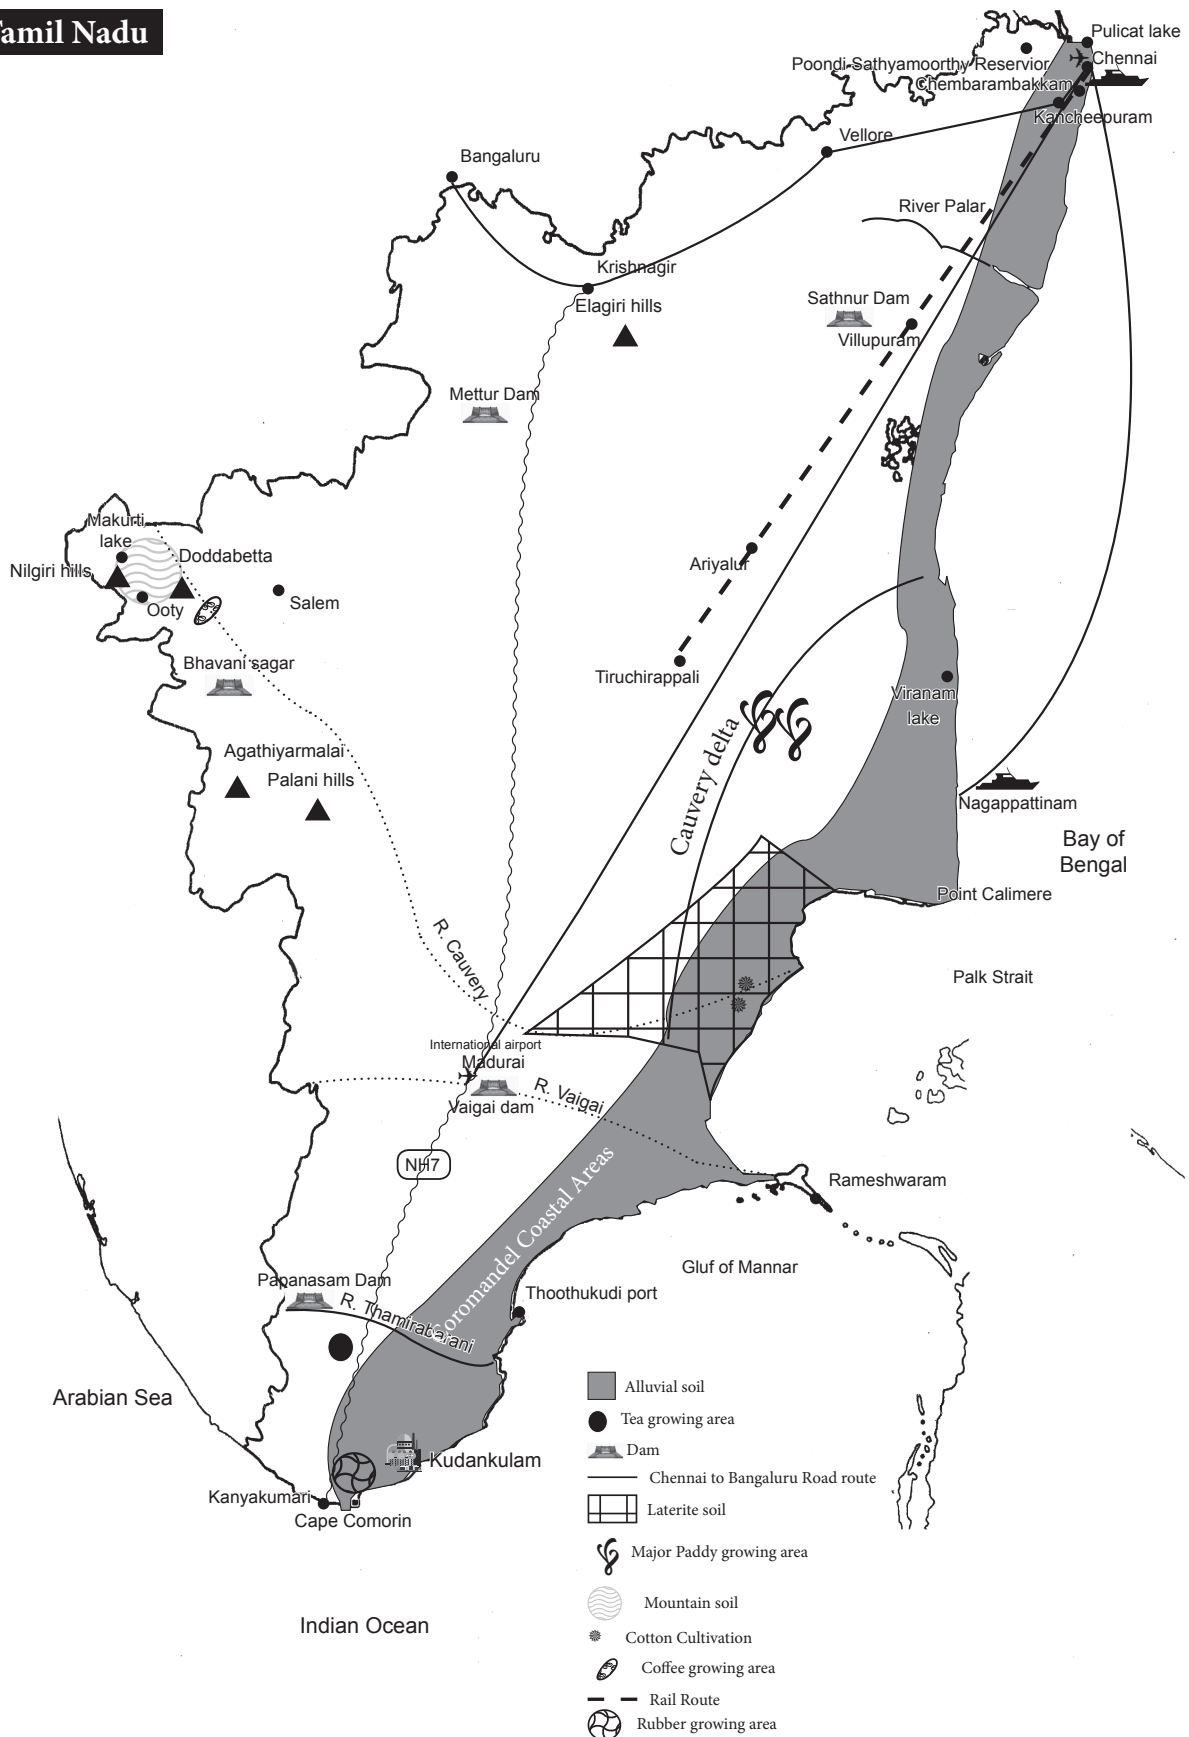 Tamil Nadu
Pulicat lake
Chennai
Poondi Sathyamoorthy Reservior
Chembarambakkam
Kancheepuram
Vellore
Bangaluru
River Palar
Krishnagir
Elagiri hills
Sathnur Dam
Villupuram
Mettur Dam
Makurti
lake
Doddabetta
Nilgiri hills
Ooty
Salem
Ariyalur
Bhavani sagar
Tiruchirappali
Viranam
lake
Agathiyarmalai
Palani hills
Cauvery delta
Nagappattinam
Bay of
Bengal
Point Calimere
R. Cauvery
Palk Strait
International airport
Madurai
Vaigai dam
R. Vaigai
NH7
Rameshwaram
Coromandel Coastal Areas
Gluf of Mannar
Papanasam Dam
R. Thamirabarani
Thoothukudi port
Arabian Sea
Kudankulam
Kanyakumari
Cape Comorin
Indian Ocean
Alluvial soil
Tea growing area
Dam
Chennai to Bangaluru Road route
Laterite soil
Major Paddy growing area
Mountain soil
Cotton Cultivation
Coffee growing area
Rail Route
Rubber growing area